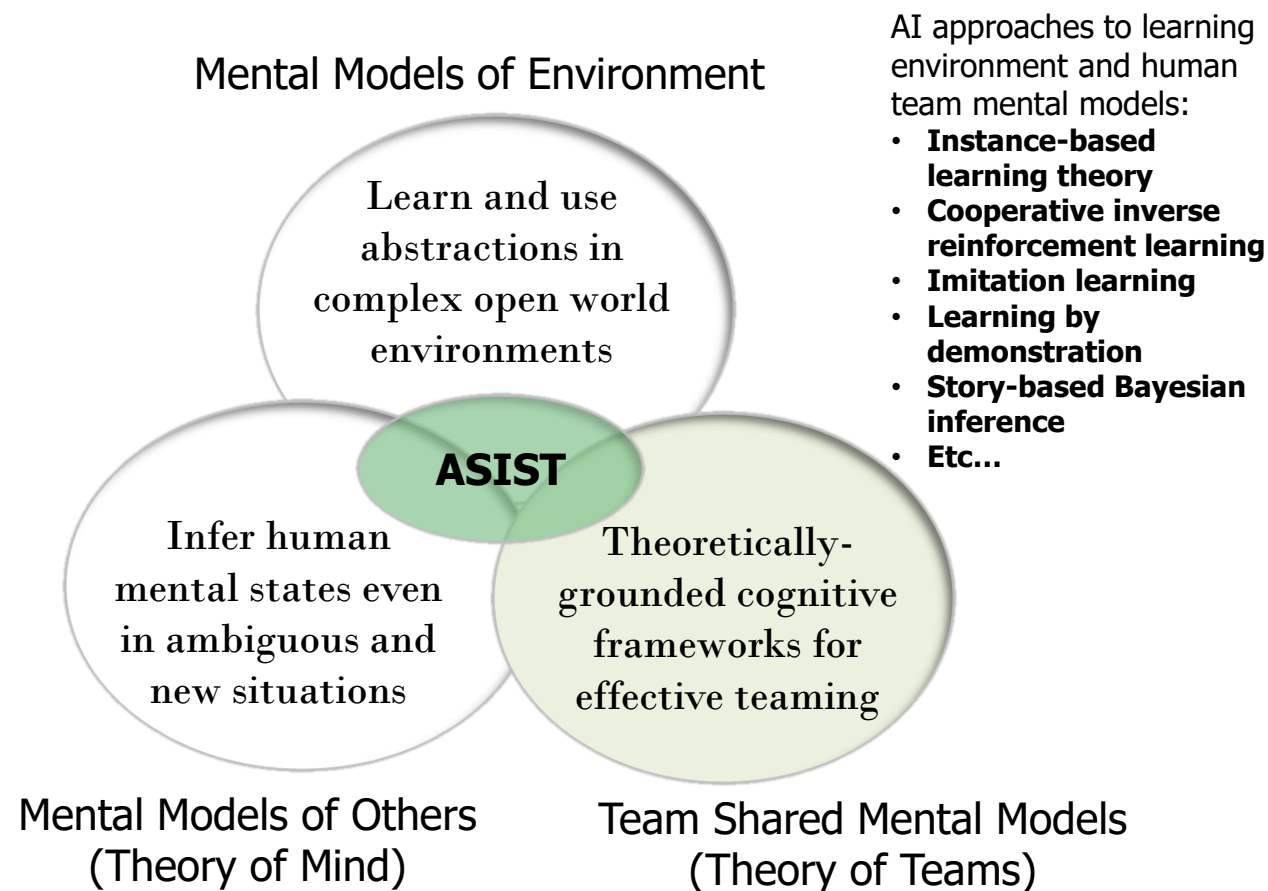 Mental Models of Environment
Learn and use
abstractions in
complex open world
environments
ASIST
Infer human
mental states even
in ambiguous and
new situations
Theoretically-
grounded cognitive
frameworks for
effective teaming
Mental Models of Others
(Theory of Mind)
Team Shared Mental Models
(Theory of Teams)
AI approaches to learning
environment and human
team mental models:
• Instance-based
learning theory
• Cooperative inverse
reinforcement learning
• Imitation learning
• Learning by
demonstration
• Story-based Bayesian
inference
• Etc…